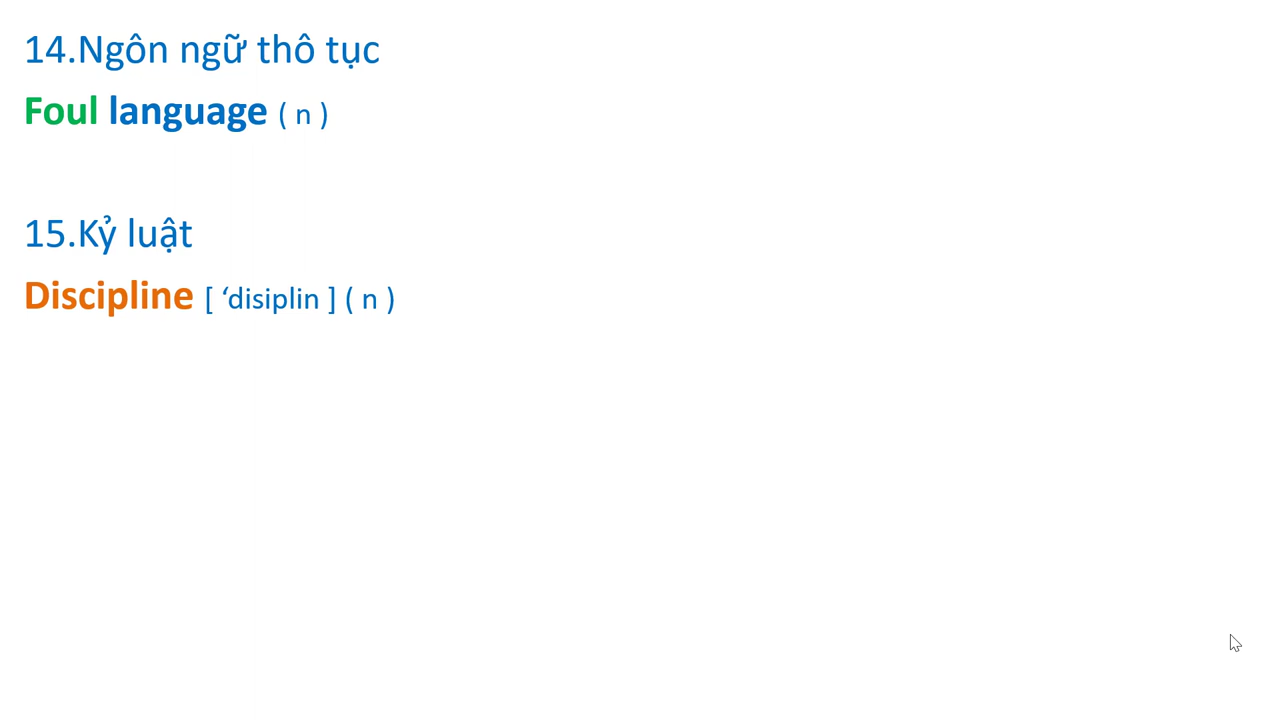 14.Ngôn ngữ thô tục
Foul language ( n )
15.Kỷ luật
Discipline [ ‘disiplin ] ( n )